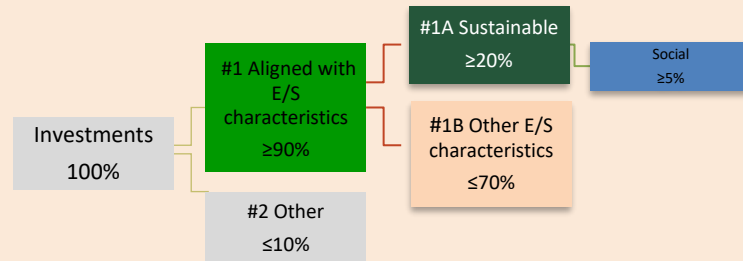 Investments
100%
#1 Aligned with
E/S
characteristics
≥90%
#2 Other
≤10%
#1A Sustainable
≥20%
#1B Other E/S
characteristics
≤70%
Social
≥5%